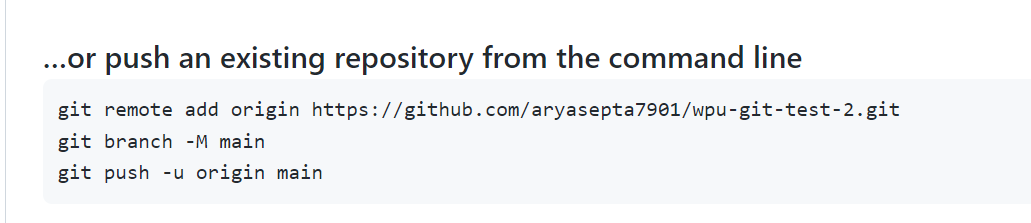 ...or push an existing repository from the command line
git remote add origin https://github.com/aryasepta7901/wpu-git-test-2.git
git branch -M main
git push -u origin main